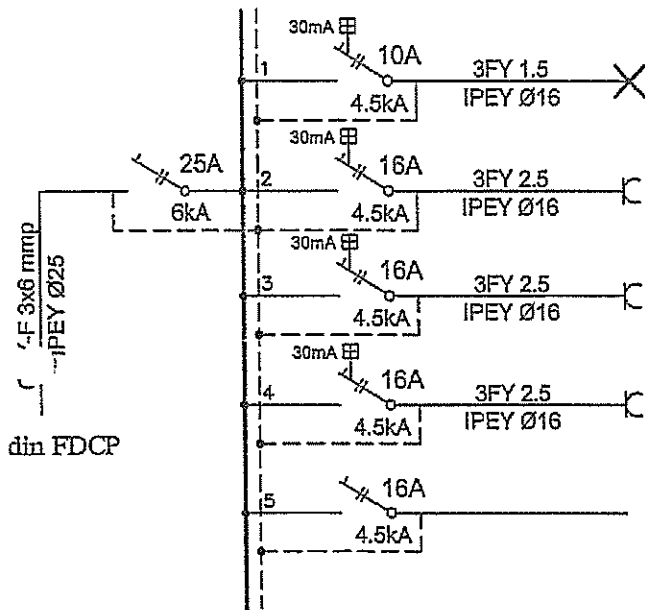 30mA
10A
1
3FY 1.5
4.5kA
IPEY Ø16
30mA
25A
16A
2
3FY 2.5
6kA
4.5kA
IPEY Ø16
30mA
16A
3
3FY 2.5
4.5kA
IPEY Ø16
30mA
16A
4
3FY 2.5
4.5kA
IPEY Ø16
3x6 mmp
IPEY Ø25
din FDCP
16A
5
4.5kA